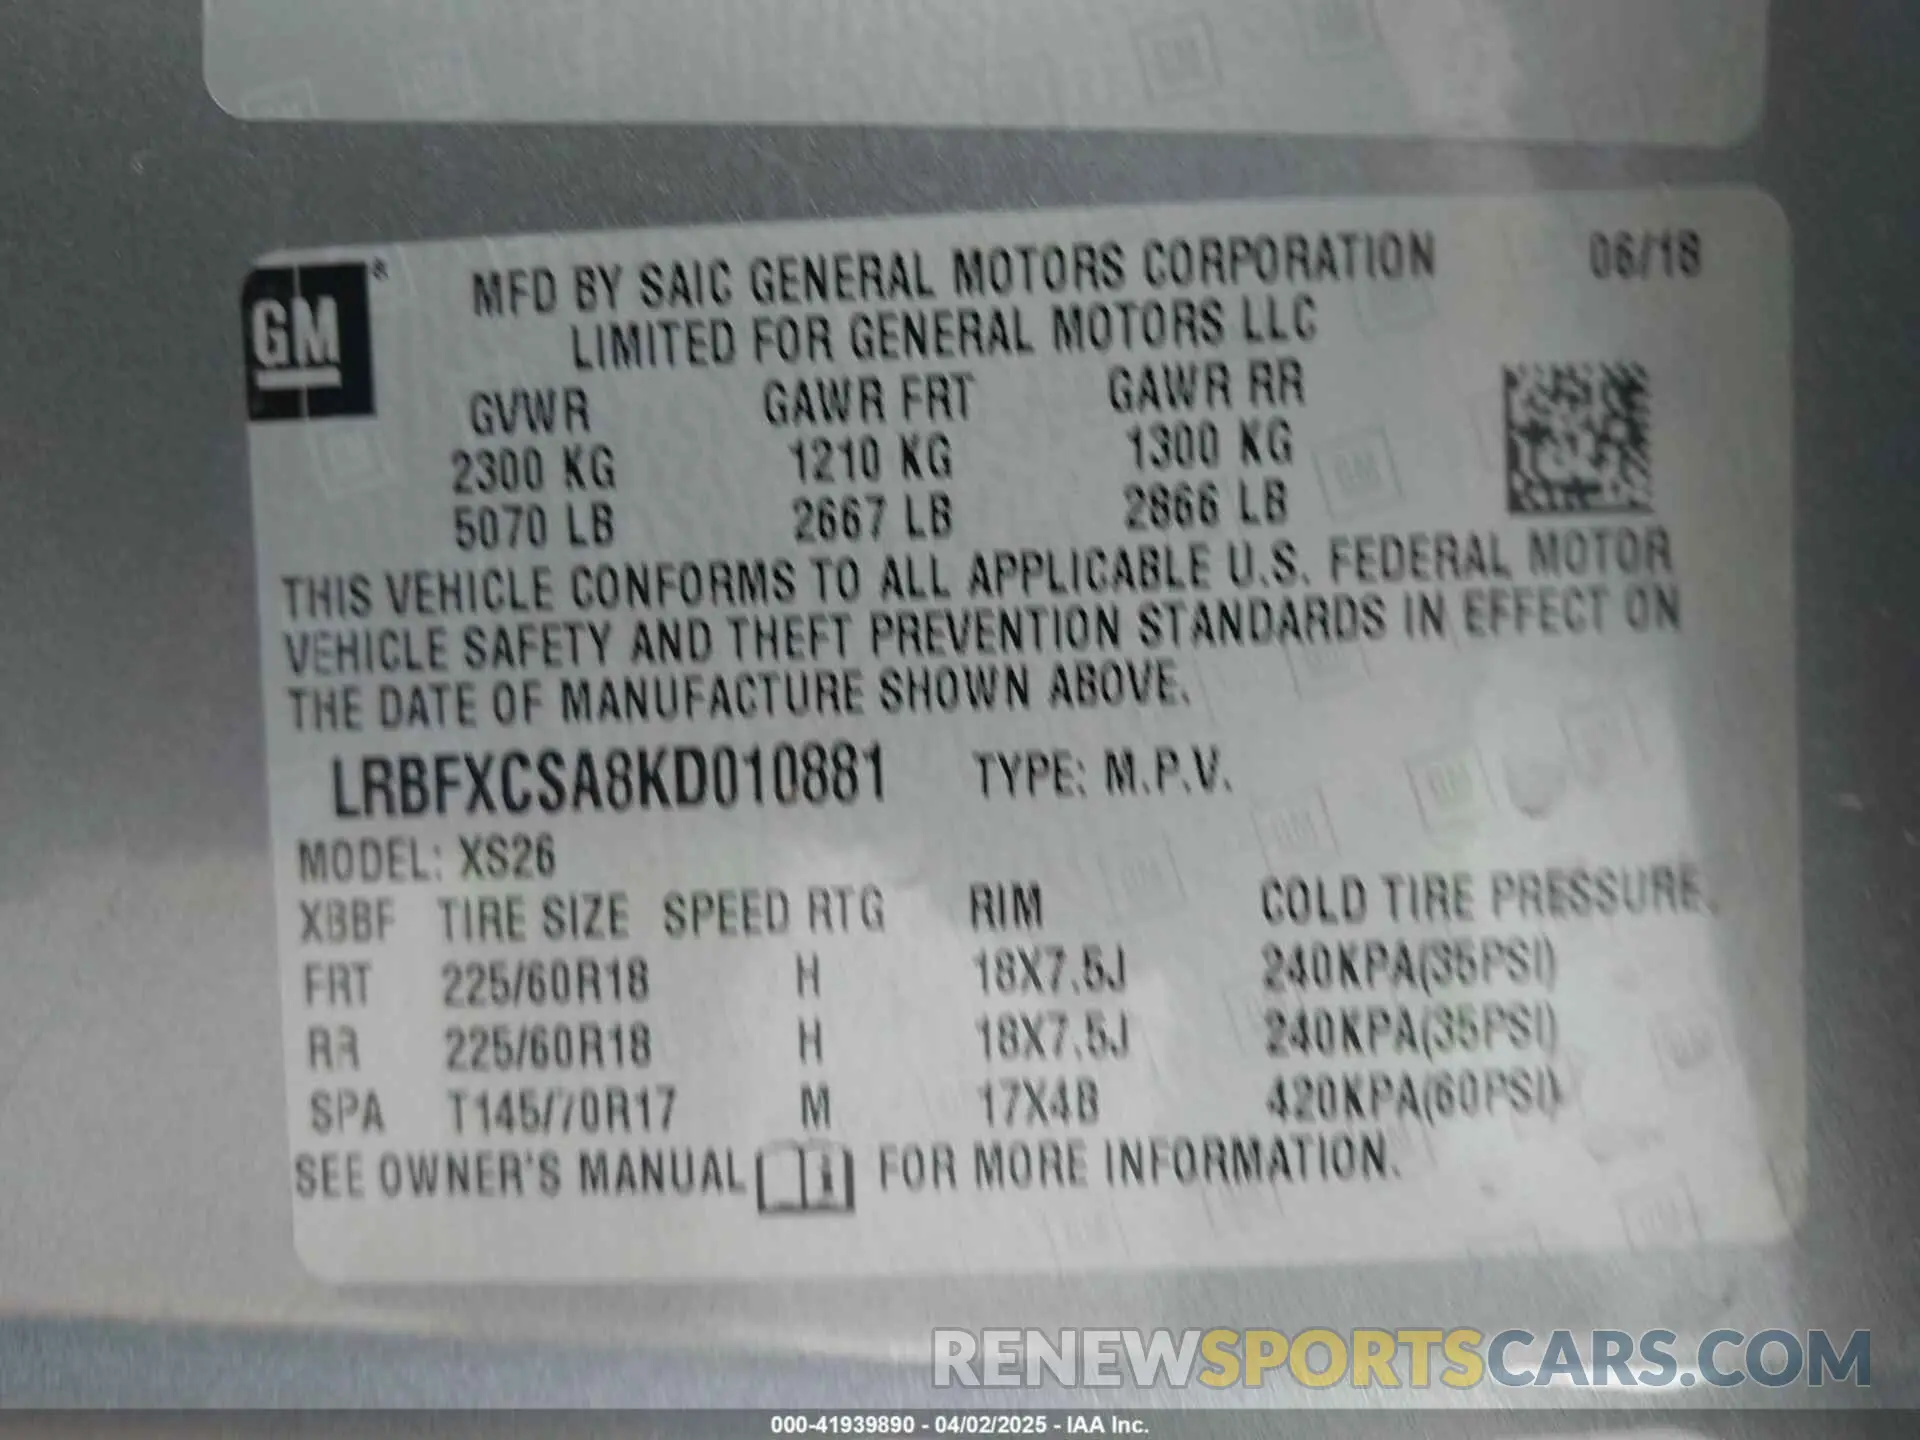 GM®
MFD BY SAIC GENERAL MOTORS CORPORATION 06/18
LIMITED FOR GENERAL MOTORS LLC
GVWR GAWR FRT GAWR RR
2300 KG 1210 KG 1300 KG
5070 LB 2667 LB 2866 LB
THIS VEHICLE CONFORMS TO ALL APPLICABLE U.S. FEDERAL MOTOR
VEHICLE SAFETY AND THEFT PREVENTION STANDARDS IN EFFECT ON
THE DATE OF MANUFACTURE SHOWN ABOVE.
LRBFXCSA8KD010881 TYPE: M.P.V.
MODEL: XS26
XBBF TIRE SIZE SPEED RTG RIM COLD TIRE PRESSURE
FRT 225/60R18 H 18X7.5J 240KPA(35PSI)
RR 225/60R18 H 18X7.5J 240KPA(35PSI)
SPA T145/70R17 M 17X4B 420KPA(60PSI)
SEE OWNER'S MANUAL FOR MORE INFORMATION.
RENEWSPORTSCARS.COM
000-41939890 - 04/02/2025 - IAA Inc.